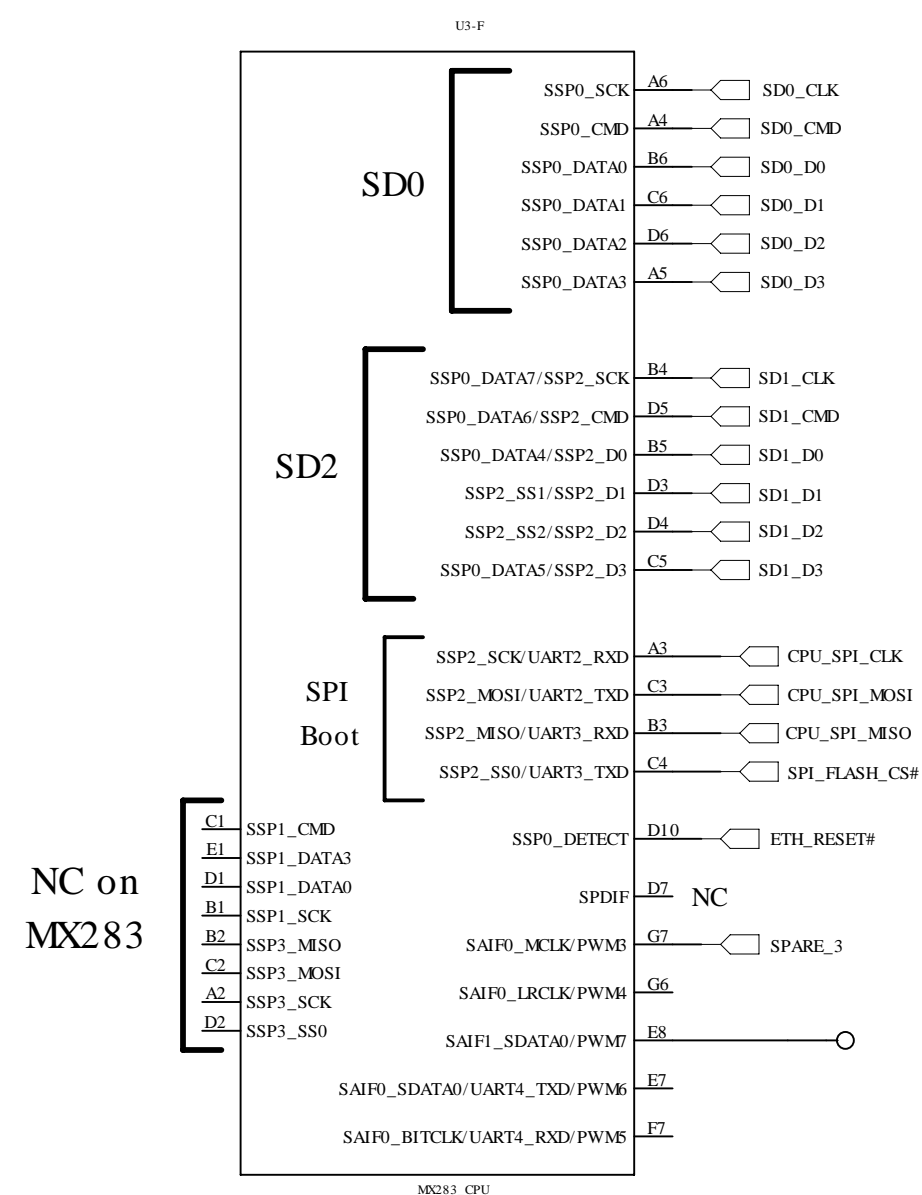 U3-F
SSP0_SCK A6 SD0_CLK
SSP0_CMD A4 SD0_CMD
SSP0_DATA0 B6 SD0_D0
SD0
SSP0_DATA1 C6 SD0_D1
SSP0_DATA2 D6 SD0_D2
SSP0_DATA3 A5 SD0_D3
SSP0_DATA7/SSP2_SCK B4 SD1_CLK
SSP0_DATA6/SSP2_CMD D5 SD1_CMD
SD2
SSP0_DATA4/SSP2_D0 B5 SD1_D0
SSP2_SS1/SSP2_D1 D3 SD1_D1
SSP2_SS2/SSP2_D2 D4 SD1_D2
SSP0_DATA5/SSP2_D3 C5 SD1_D3
SSP2_SCK/UART2_RXD A3 CPU_SPI_CLK
SPI
Boot
SSP2_MOSI/UART2_TXD C3 CPU_SPI_MOSI
SSP2_MISO/UART3_RXD B3 CPU_SPI_MISO
SSP2_SS0/UART3_TXD C4 SPI_FLASH_CS#
NC on
MX283
C1 SSP1_CMD
E1 SSP1_DATA3
D1 SSP1_DATA0
B1 SSP1_SCK
B2 SSP3_MISO
C2 SSP3_MOSI
A2 SSP3_SCK
D2 SSP3_SS0
SSP0_DETECT D10 ETH_RESET#
SPDIF D7 NC
SAIF0_MCLK/PWM3 G7 SPARE_3
SAIF0_LRCLK/PWM4 G6
SAIF1_SDATA0/PWM7 E8
SAIF0_SDATA0/UART4_TXD/PWM6 E7
SAIF0_BITCLK/UART4_RXD/PWM5 F7
MX283 CPU